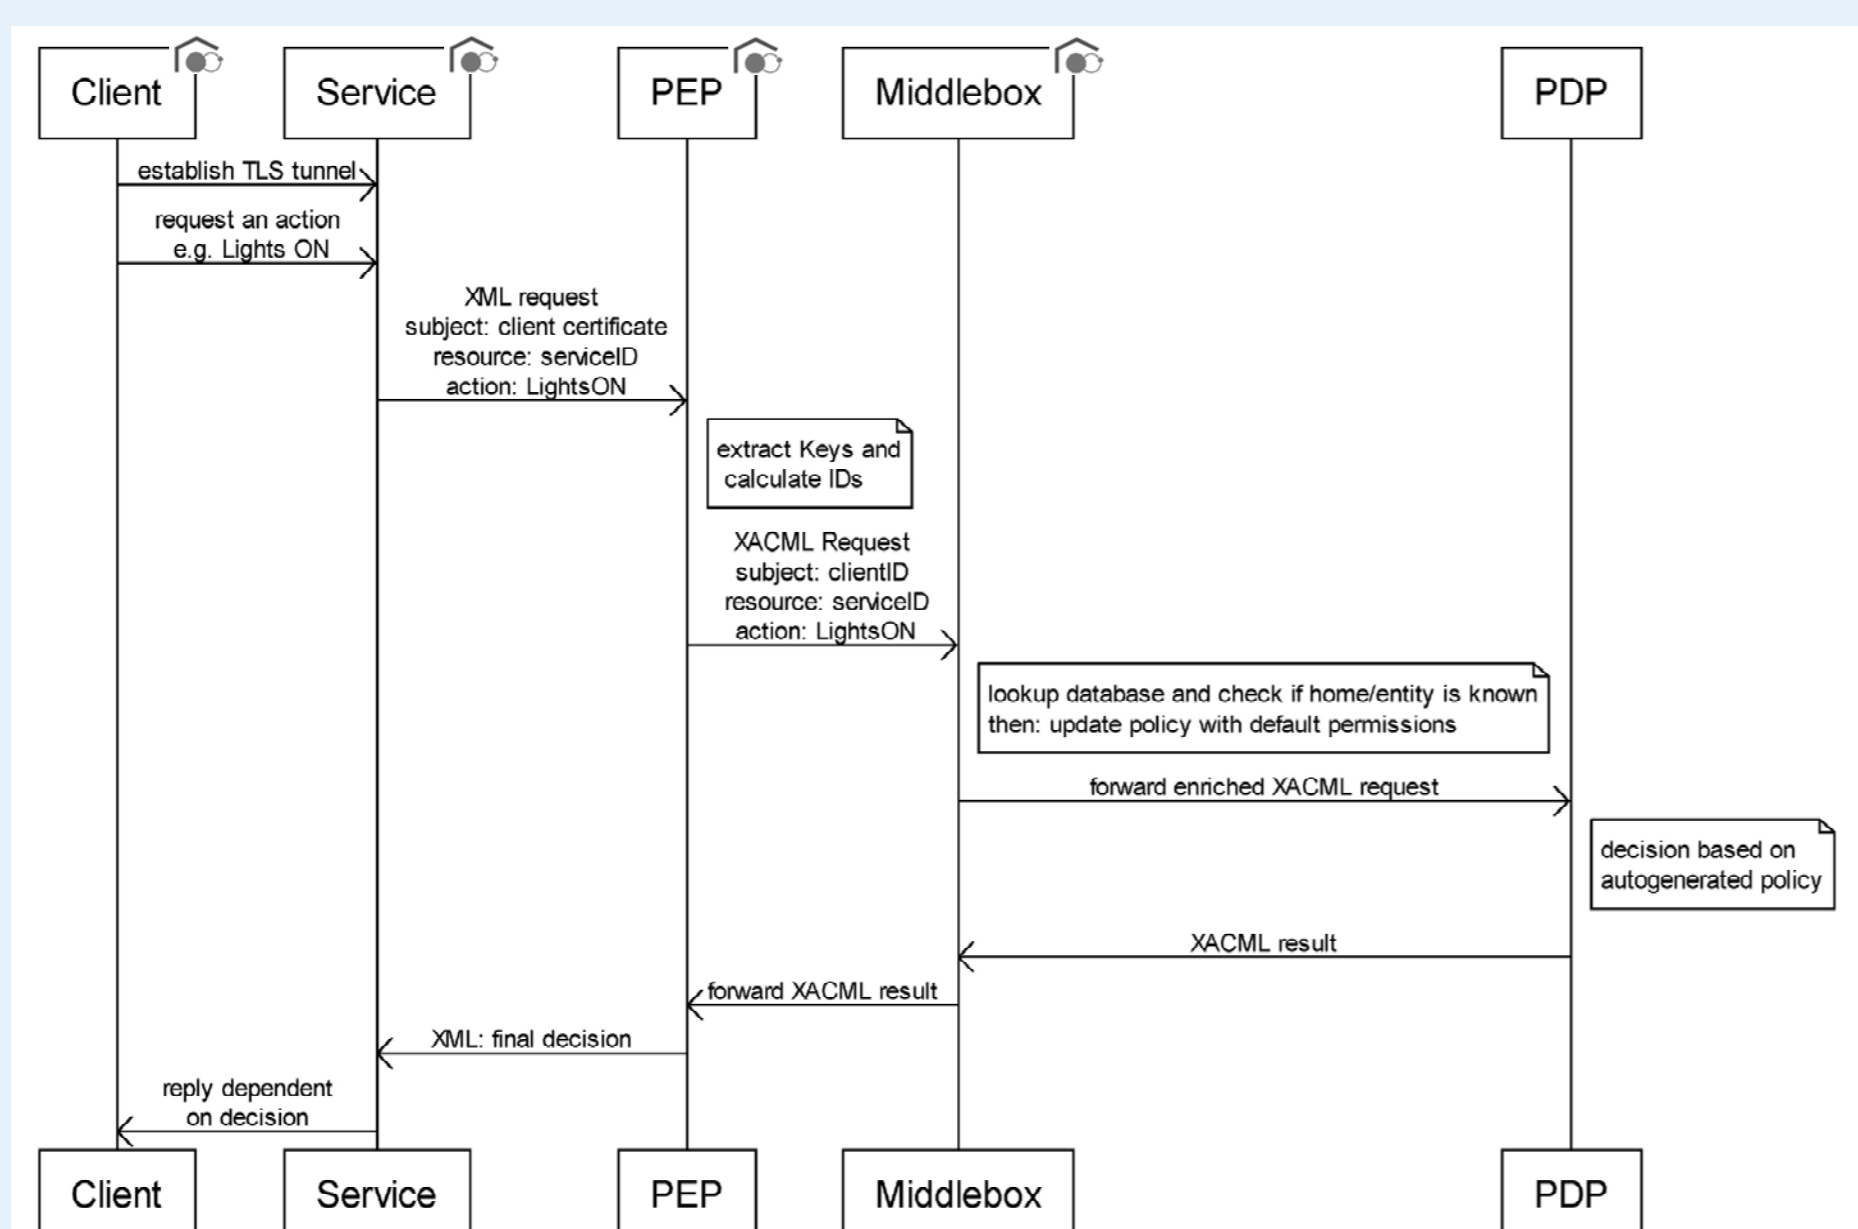 Client
Service
PEP
Middlebox
PDP
establish TLS tunnel
request an action
e.g. Lights ON
XML request
subject: client certificate
resource: serviceID
action: LightsON
extract Keys and
calculate IDs
XACML Request
subject: clientID
resource: serviceID
action: LightsON
lookup database and check if home/entity is known
then: update policy with default permissions
forward enriched XACML request
decision based on
autogenerated policy
XACML result
forward XACML result
XML: final decision
reply dependent
on decision
Client
Service
PEP
Middlebox
PDP